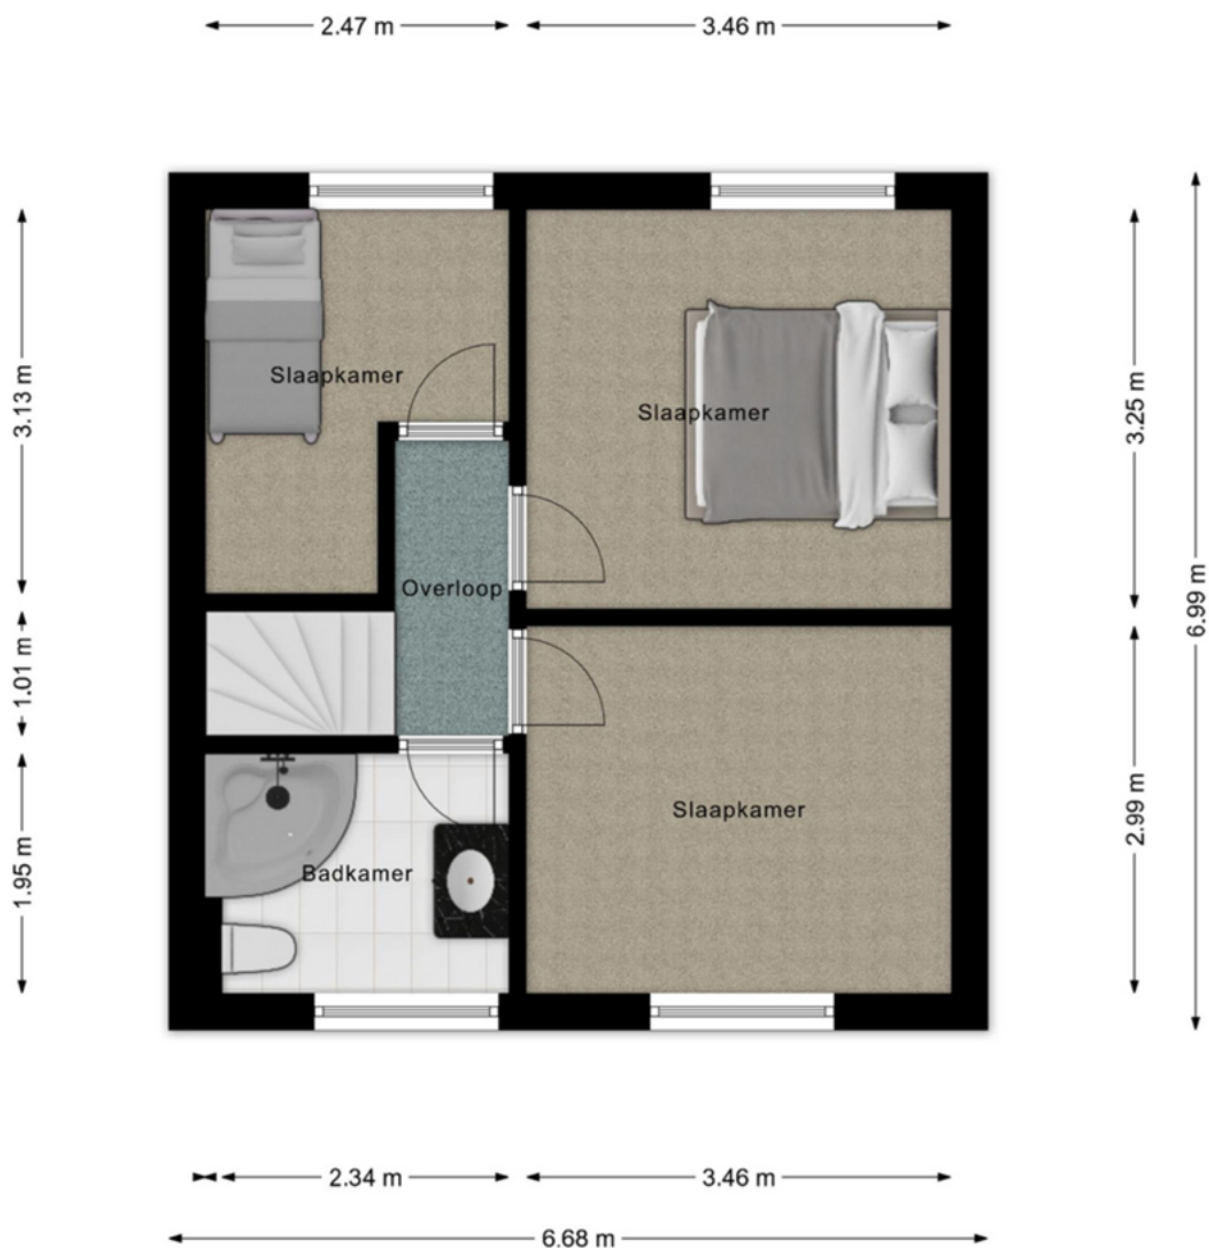 2.47 m
3.46 m
Slaapkamer
Slaapkamer
3.13 m
3.25 m
Overloop
6.99 m
1.01 m
Slaapkamer
2.99 m
Badkamer
1.95 m
2.34 m
3.46 m
6.68 m